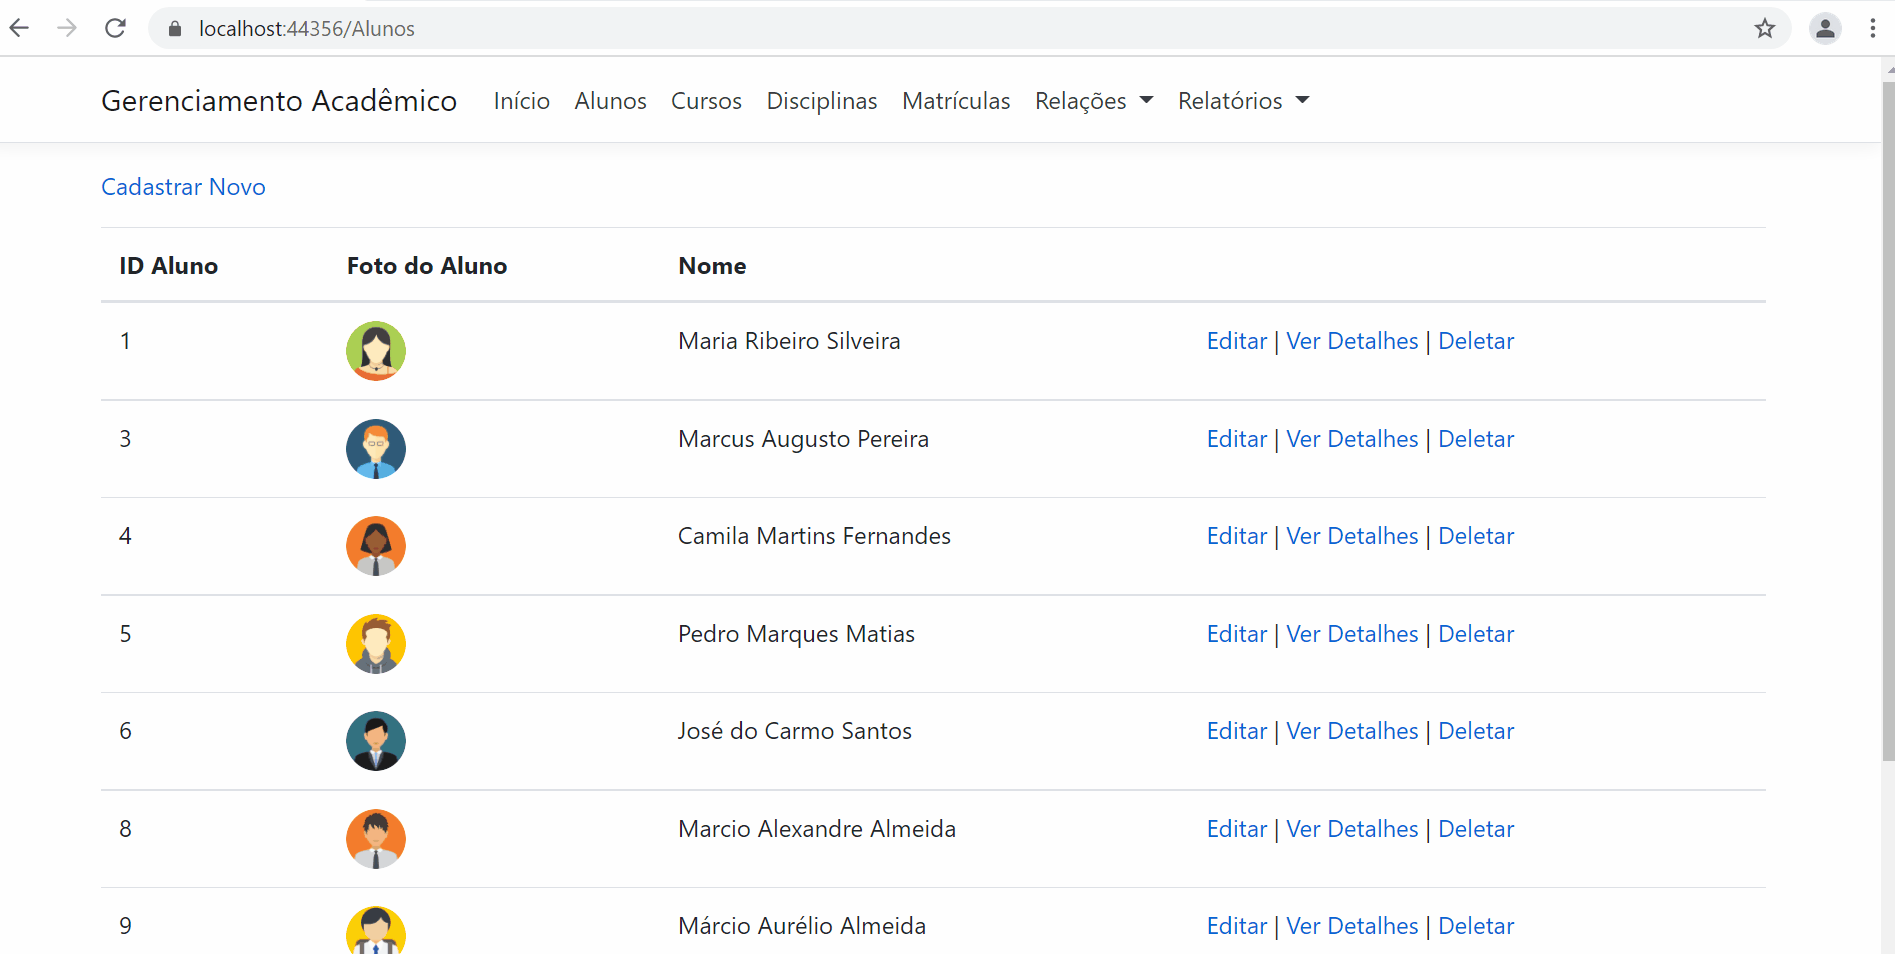 localhost:44356/Alunos
Gerenciamento Acadêmico Início Alunos Cursos Disciplinas Matrículas Relações Relatórios
Cadastrar Novo
ID Aluno Foto do Aluno Nome
1 Maria Ribeiro Silveira Editar | Ver Detalhes | Deletar
3 Marcus Augusto Pereira Editar | Ver Detalhes | Deletar
4 Camila Martins Fernandes Editar | Ver Detalhes | Deletar
5 Pedro Marques Matias Editar | Ver Detalhes | Deletar
6 José do Carmo Santos Editar | Ver Detalhes | Deletar
8 Marcio Alexandre Almeida Editar | Ver Detalhes | Deletar
9 Márcio Aurélio Almeida Editar | Ver Detalhes | Deletar